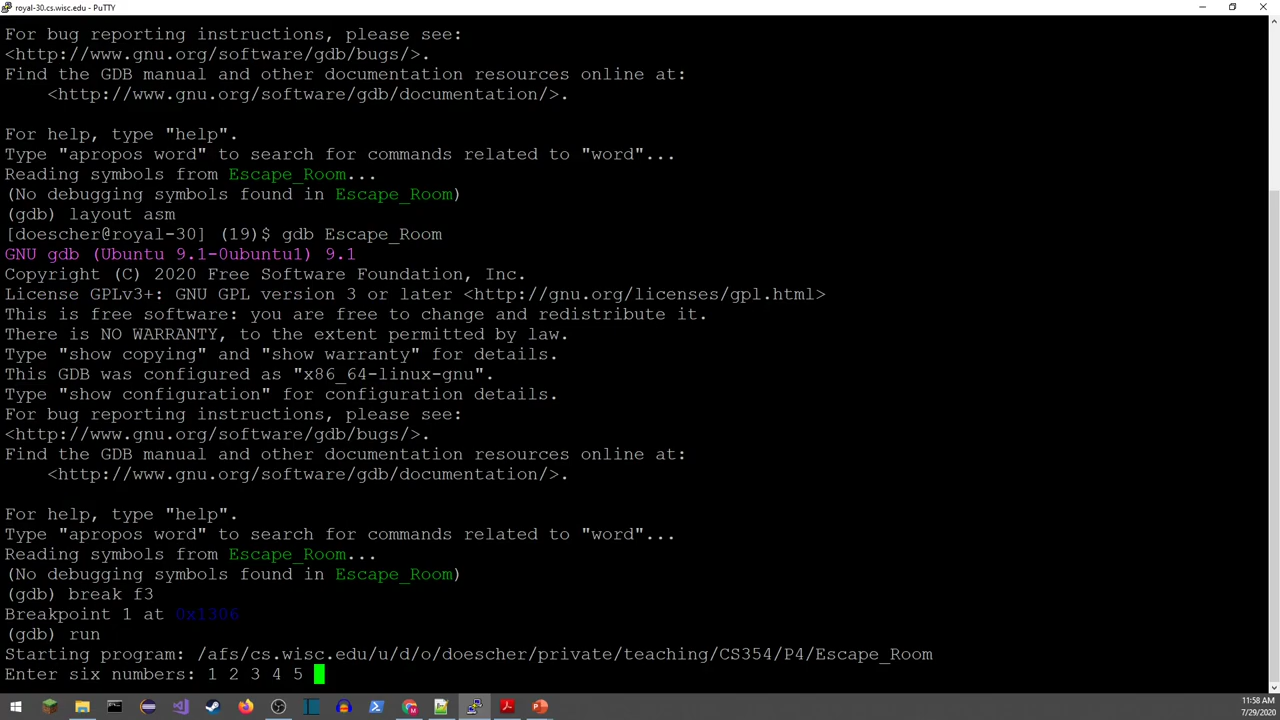 royal-30.cs.wisc.edu - PuTTY
For bug reporting instructions, please see:
<http://www.gnu.org/software/gdb/bugs/>.
Find the GDB manual and other documentation resources online at:
<http://www.gnu.org/software/gdb/documentation/>.
For help, type "help".
Type "apropos word" to search for commands related to "word"...
Reading symbols from Escape_Room...
(No debugging symbols found in Escape_Room)
(gdb) layout asm
[doescher@royal-30] (19)$ gdb Escape_Room
GNU gdb (Ubuntu 9.1-0ubuntu1) 9.1
Copyright (C) 2020 Free Software Foundation, Inc.
License GPLv3+: GNU GPL version 3 or later <http://gnu.org/licenses/gpl.html>
This is free software: you are free to change and redistribute it.
There is NO WARRANTY, to the extent permitted by law.
Type "show copying" and "show warranty" for details.
This GDB was configured as "x86_64-linux-gnu".
Type "show configuration" for configuration details.
For bug reporting instructions, please see:
<http://www.gnu.org/software/gdb/bugs/>.
Find the GDB manual and other documentation resources online at:
<http://www.gnu.org/software/gdb/documentation/>.
For help, type "help".
Type "apropos word" to search for commands related to "word"...
Reading symbols from Escape_Room...
(No debugging symbols found in Escape_Room)
(gdb) break f3
Breakpoint 1 at 0x1306
(gdb) run
Starting program: /afs/cs.wisc.edu/u/d/o/doescher/private/teaching/CS354/P4/Escape_Room
Enter six numbers: 1 2 3 4 5
11:58 AM
7/29/2020